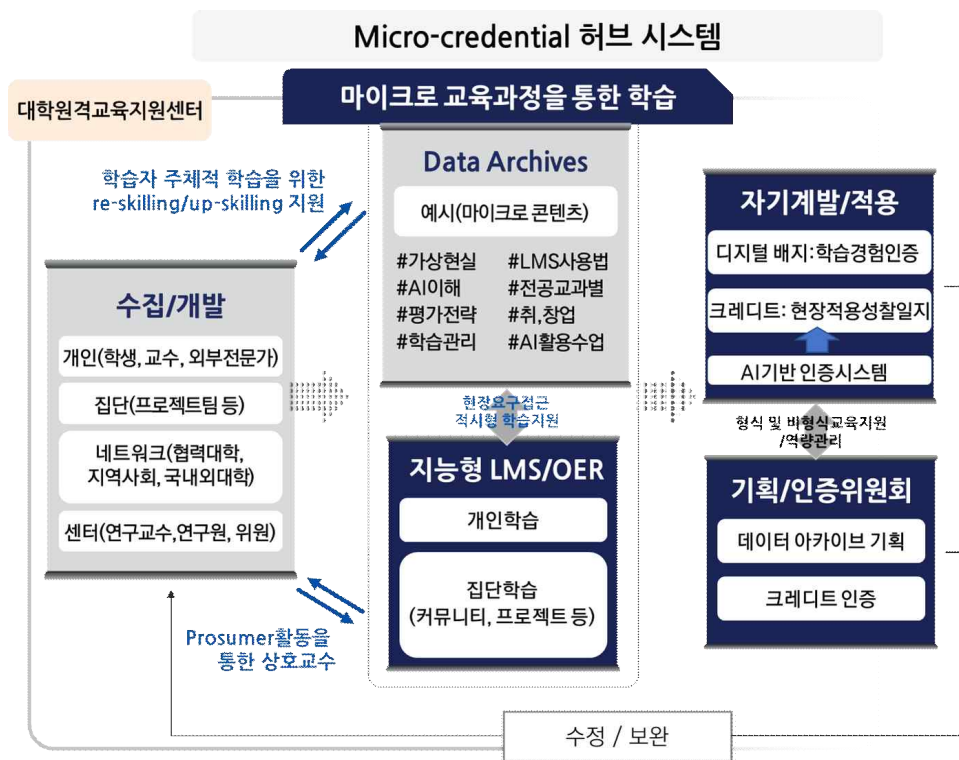 Micro-credential 허브 시스템
대학원격교육지원센터
마이크로 교육과정을 통한 학습
학습자 주체적 학습을 위한
re-skilling/up-skilling 지원
수집/개발
개인(학생, 교수, 외부전문가)
집단(프로젝트팀 등)
네트워크(협력대학,
지역사회, 국내외대학)
센터(연구교수,연구원, 위원)
Prosumer활동을
통한 상호교수
Data Archives
예시(마이크로 콘텐츠)
#가상현실 #LMS사용법
#AI이해 #전공교과별
#평가전략 #취,창업
#학습관리 #AI활용수업
현장요구접근
적시형 학습지원
지능형 LMS/OER
개인학습
집단학습
(커뮤니티, 프로젝트 등)
자기계발/적용
디지털 배지:학습경험인증
크레디트: 현장적용성찰일지
AI기반 인증시스템
형식 및 비형식교육지원
/역량관리
기획/인증위원회
데이터 아카이브 기획
크레디트 인증
수정 / 보완